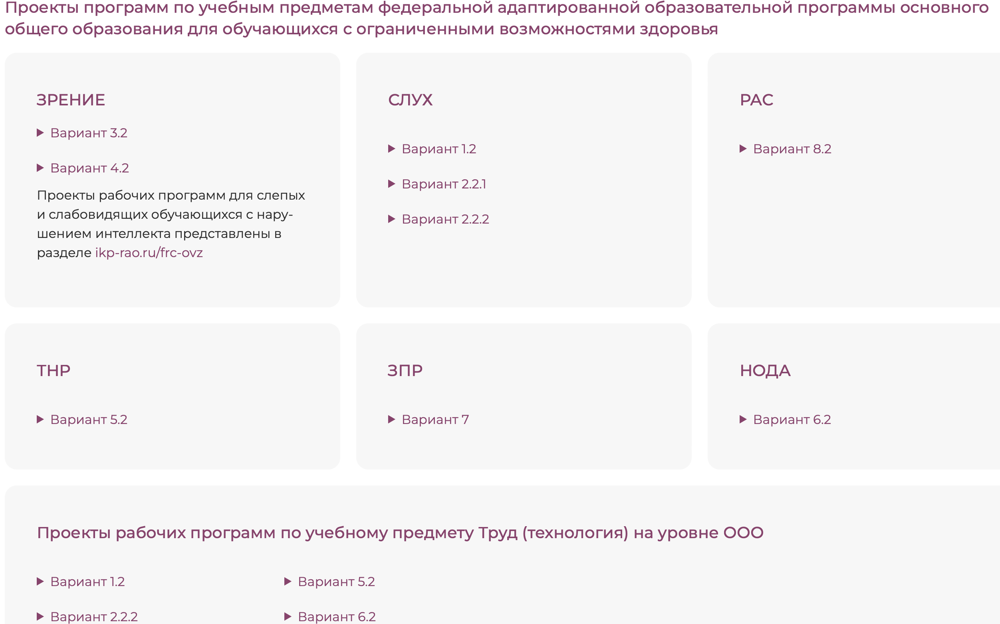 Проекты программ по учебным предметам федеральной адаптированной образовательной программы основного
общего образования для обучающихся с ограниченными возможностями здоровья
ЗРЕНИЕ
Вариант 3.2
Вариант 4.2
Проекты рабочих программ для слепых
и слабовидящих обучающихся с нару-
шением интеллекта представлены в
разделе ikp-rao.ru/frc-ovz
СЛУХ
Вариант 1.2
Вариант 2.2.1
Вариант 2.2.2
РАС
Вариант 8.2
ТНР
Вариант 5.2
ЗПР
Вариант 7
НОДА
Вариант 6.2
Проекты рабочих программ по учебному предмету Труд (технология) на уровне ООО
Вариант 1.2
Вариант 2.2.2
Вариант 5.2
Вариант 6.2